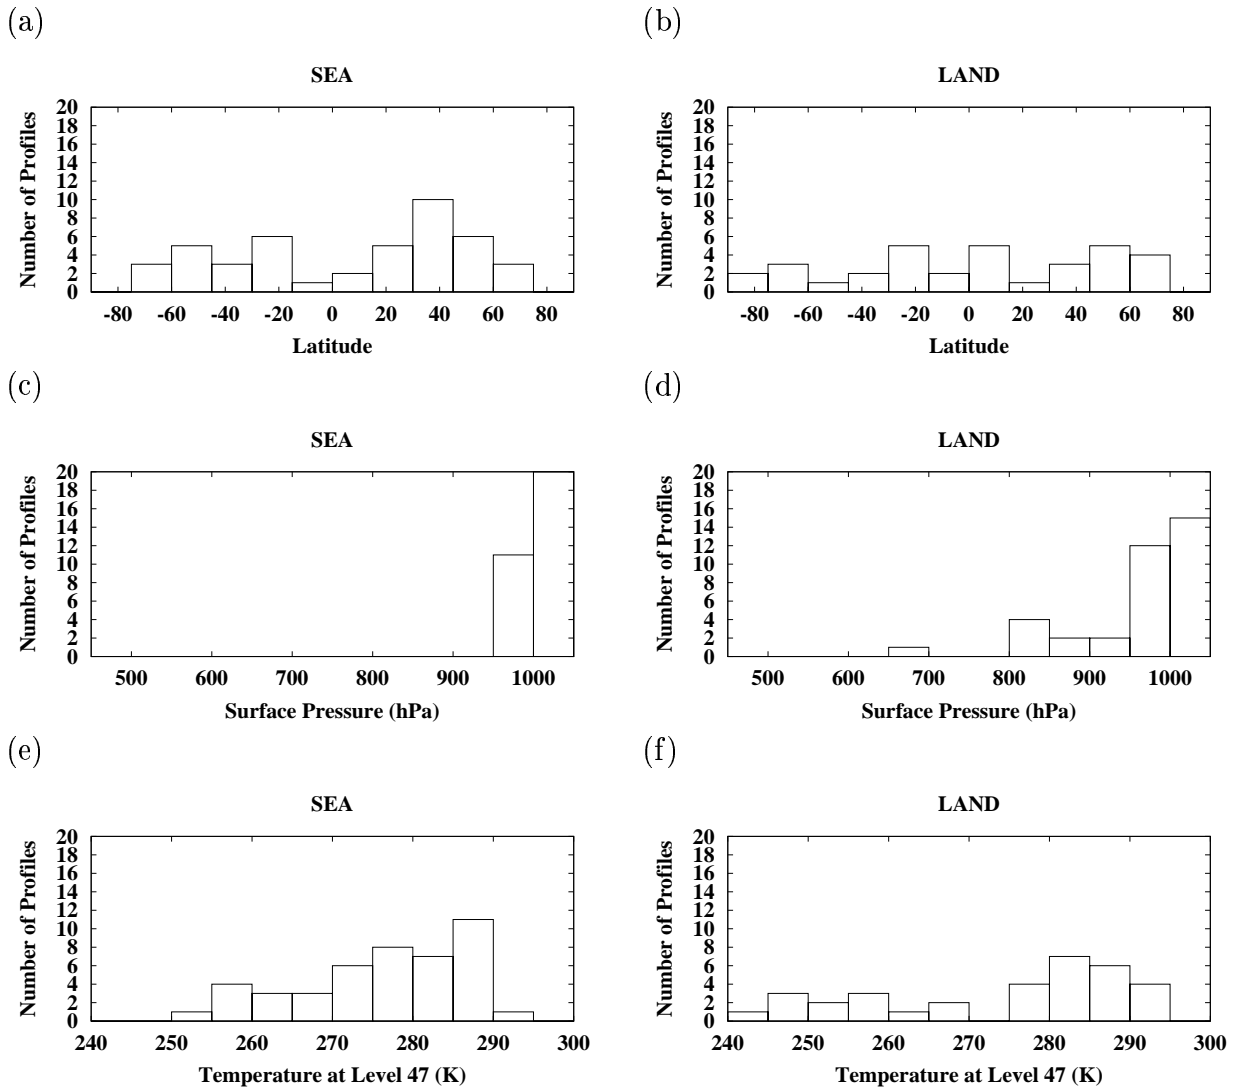 (a)
SEA
Number of Profiles
20
18
16
14
12
10
8
6
4
2
0
-80 -60 -40 -20 0 20 40 60 80
Latitude
(b)
LAND
Number of Profiles
20
18
16
14
12
10
8
6
4
2
0
-80 -60 -40 -20 0 20 40 60 80
Latitude
(c)
SEA
Number of Profiles
20
18
16
14
12
10
8
6
4
2
0
500 600 700 800 900 1000
Surface Pressure (hPa)
(d)
LAND
Number of Profiles
20
18
16
14
12
10
8
6
4
2
0
500 600 700 800 900 1000
Surface Pressure (hPa)
(e)
SEA
Number of Profiles
20
18
16
14
12
10
8
6
4
2
0
240 250 260 270 280 290 300
Temperature at Level 47 (K)
(f)
LAND
Number of Profiles
20
18
16
14
12
10
8
6
4
2
0
240 250 260 270 280 290 300
Temperature at Level 47 (K)